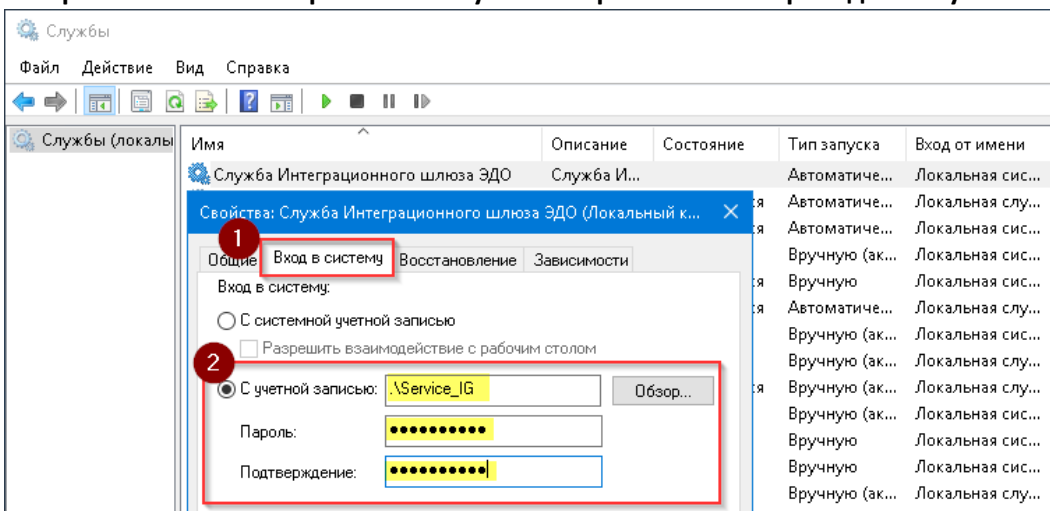 Службы
Файл Действие Вид Справка
Службы (локалы
Имя Описание Состояние Тип запуска Вход от имени
Служба Интеграционного шлюза ЭДО Служба И... Автоматиче... Локальная сис...
Свойства: Служба Интеграционного шлюза ЭДО (Локальный к...
я Автоматиче... Локальная слу...
я Автоматиче... Локальная сис...
1
Общие Вход в систему Восстановление Зависимости
Вручную (ак... Локальная сис...
Вход в систему:
я Вручную Локальная сис...
С системной учетной записью
я Автоматиче... Локальная слу...
Разрешить взаимодействие с рабочим столом
Вручную (ак... Локальная сис...
2
Вручную (ак... Локальная слу...
С учетной записью: .\Service_IG Обзор...
я Вручную (ак... Локальная слу...
Вручную (ак... Локальная слу...
Пароль: ●●●●●●●●●●
Вручную Локальная сис...
Подтверждение: ●●●●●●●●●●
Вручную Локальная сис...
Вручную (ак... Локальная слу...